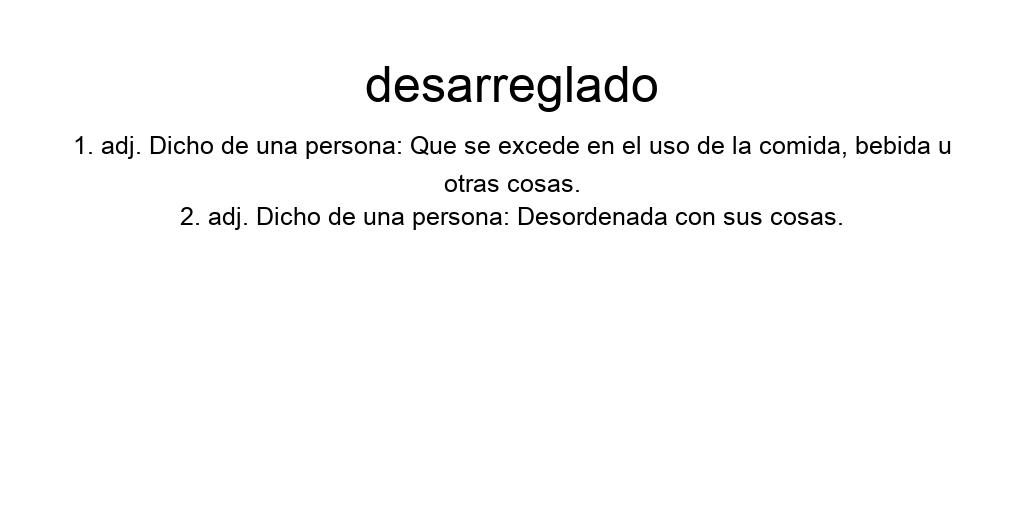 desarreglado
1. adj. Dicho de una persona: Que se excede en el uso de la comida, bebida u
otras cosas.
2. adj. Dicho de una persona: Desordenada con sus cosas.